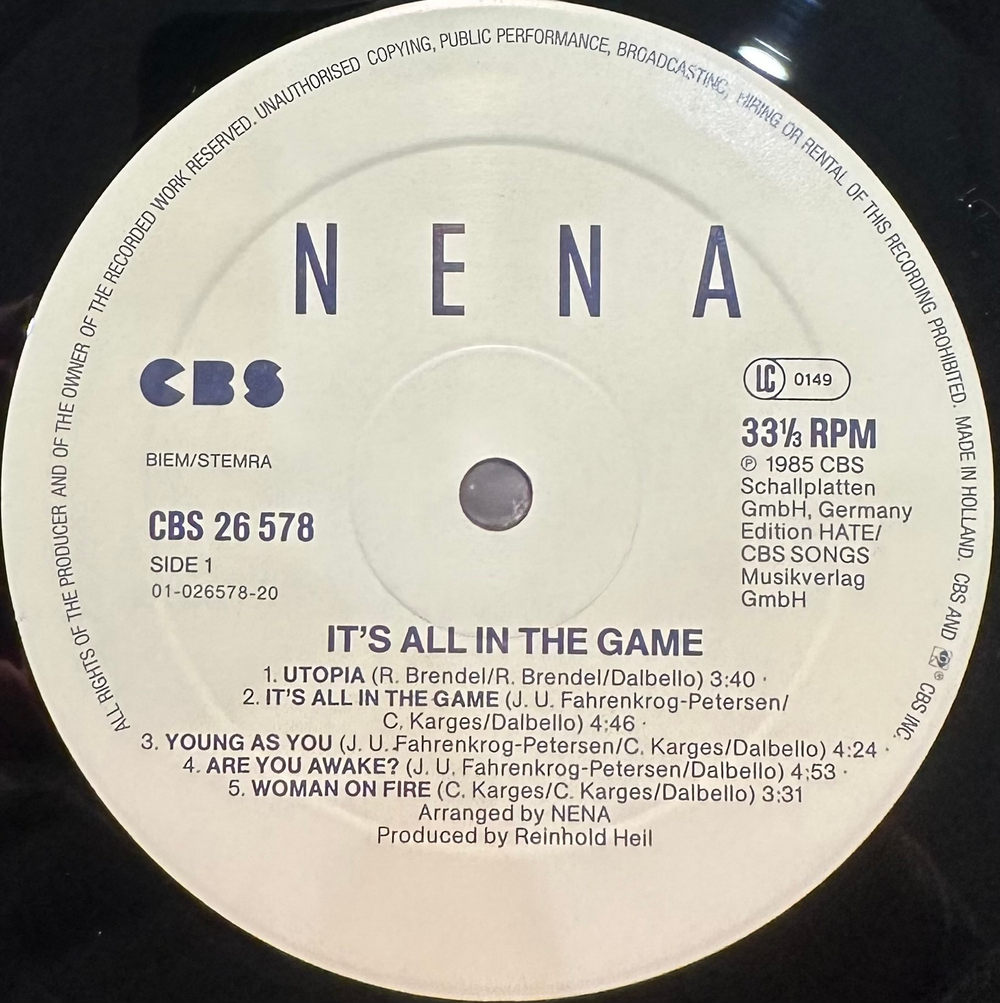 ALL RIGHTS OF THE PRODUCER AND OF THE OWNER OF THE RECORDED WORK RESERVED. UNAUTHORISED COPYING, PUBLIC PERFORMANCE, BROADCASTING, HIRING OR RENTAL OF THIS RECORDING PROHIBITED. MADE IN HOLLAND. CBS AND ® CBS INC.
NENA
CBS
BIEM/STEMRA
CBS 26 578
SIDE 1
01-026578-20
LC 0149
33⅓ RPM
℗ 1985 CBS
Schallplatten
GmbH, Germany
Edition HATE/
CBS SONGS
Musikverlag
GmbH
IT'S ALL IN THE GAME
1. UTOPIA (R. Brendel/R. Brendel/Dalbello) 3:40 ·
2. IT'S ALL IN THE GAME (J. U. Fahrenkrog-Petersen/
C. Karges/Dalbello) 4:46 ·
3. YOUNG AS YOU (J. U. Fahrenkrog-Petersen/C. Karges/Dalbello) 4:24 ·
4. ARE YOU AWAKE? (J. U. Fahrenkrog-Petersen/Dalbello) 4:53 ·
5. WOMAN ON FIRE (C. Karges/C. Karges/Dalbello) 3:31
Arranged by NENA
Produced by Reinhold Heil